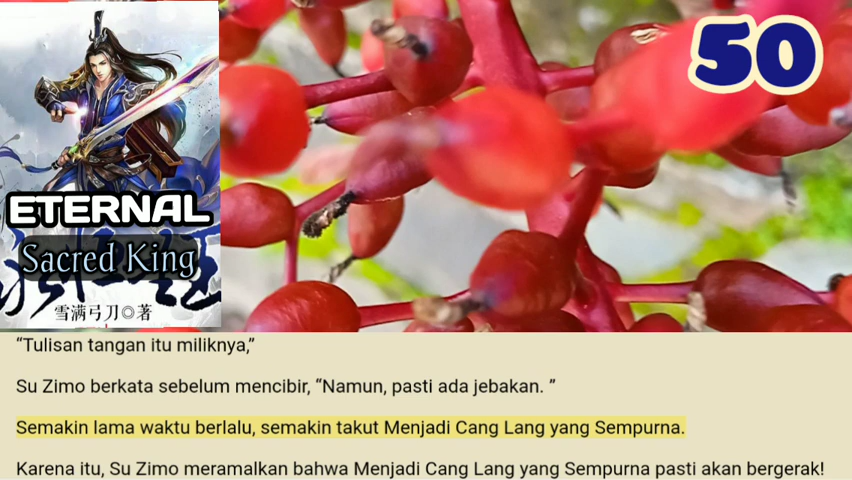 50
ETERNAL
Sacred King
雪满弓刀◎著
“Tulisan tangan itu miliknya,”
Su Zimo berkata sebelum mencibir, “Namun, pasti ada jebakan. ”
Semakin lama waktu berlalu, semakin takut Menjadi Cang Lang yang Sempurna.
Karena itu, Su Zimo meramalkan bahwa Menjadi Cang Lang yang Sempurna pasti akan bergerak!